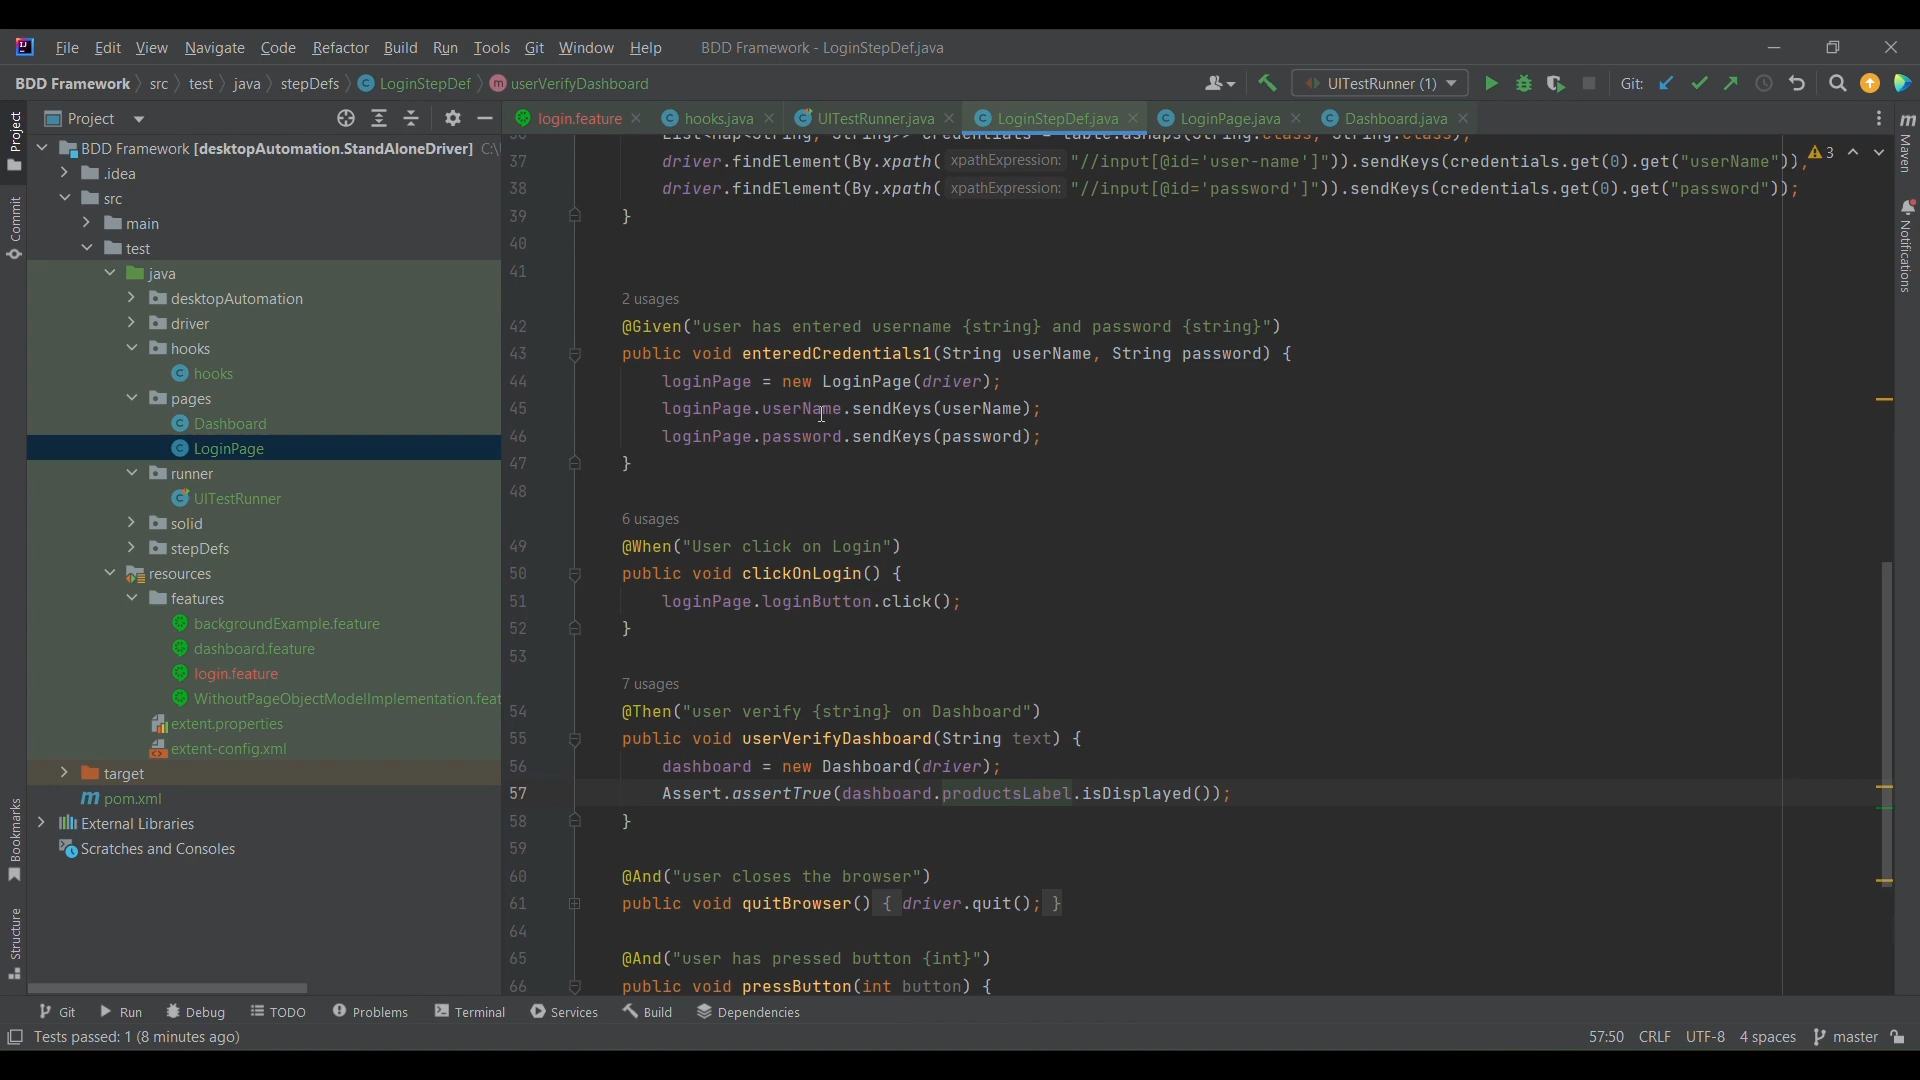 File Edit View Navigate Code Refactor Build Run Tools Git Window Help BDD Framework - LoginStepDef.java
BDD Framework src test java stepDefs LoginStepDef userVerifyDashboard UITestRunner (1) Git:
Project
login.feature hooks.java UITestRunner.java LoginStepDef.java LoginPage.java Dashboard.java
BDD Framework [desktopAutomation.StandAloneDriver] C:\
.idea
src
main
test
java
desktopAutomation
driver
hooks
hooks
pages
Dashboard
LoginPage
runner
UITestRunner
solid
stepDefs
resources
features
backgroundExample.feature
dashboard.feature
login.feature
WithoutPageObjectModelImplementation.feat
extent.properties
extent-config.xml
target
pom.xml
External Libraries
Scratches and Consoles
37 driver.findElement(By.xpath( xpathExpression: "//input[@id='user-name']")).sendKeys(credentials.get(0).get("userName")); 3
38 driver.findElement(By.xpath( xpathExpression: "//input[@id='password']")).sendKeys(credentials.get(0).get("password"));
39 }
40
41
2 usages
42 @Given("user has entered username {string} and password {string}")
43 public void enteredCredentials1(String userName, String password) {
44 loginPage = new LoginPage(driver);
45 loginPage.userName.sendKeys(userName);
46 loginPage.password.sendKeys(password);
47 }
48
6 usages
49 @When("User click on Login")
50 public void clickOnLogin() {
51 loginPage.loginButton.click();
52 }
53
7 usages
54 @Then("user verify {string} on Dashboard")
55 public void userVerifyDashboard(String text) {
56 dashboard = new Dashboard(driver);
57 Assert.assertTrue(dashboard.productsLabel.isDisplayed());
58 }
59
60 @And("user closes the browser")
61 public void quitBrowser() { driver.quit(); }
64
65 @And("user has pressed button {int}")
66 public void pressButton(int button) {
Project
Commit
Bookmarks
Structure
Maven
Notifications
Git Run Debug TODO Problems Terminal Services Build Dependencies
Tests passed: 1 (8 minutes ago) 57:50 CRLF UTF-8 4 spaces master